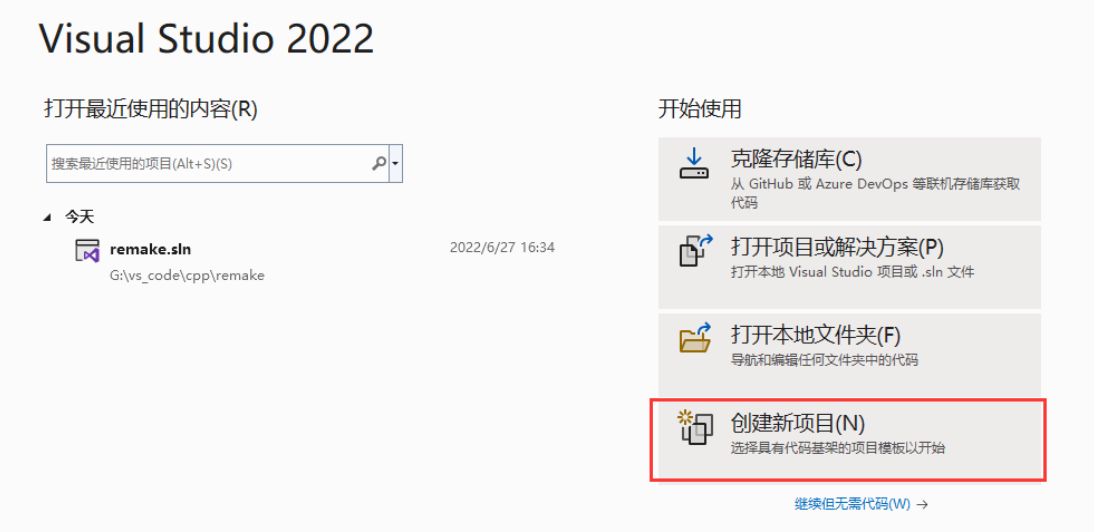 Visual Studio 2022
打开最近使用的内容(R)
搜索最近使用的项目(Alt+S)(S)
今天
remake.sln
2022/6/27 16:34
G:\vs_code\cpp\remake
开始使用
克隆存储库(C)
从 GitHub 或 Azure DevOps 等联机存储库获取
代码
打开项目或解决方案(P)
打开本地 Visual Studio 项目或 .sln 文件
打开本地文件夹(F)
导航和编辑任何文件夹中的代码
创建新项目(N)
选择具有代码基架的项目模板以开始
继续但无需代码(W) →